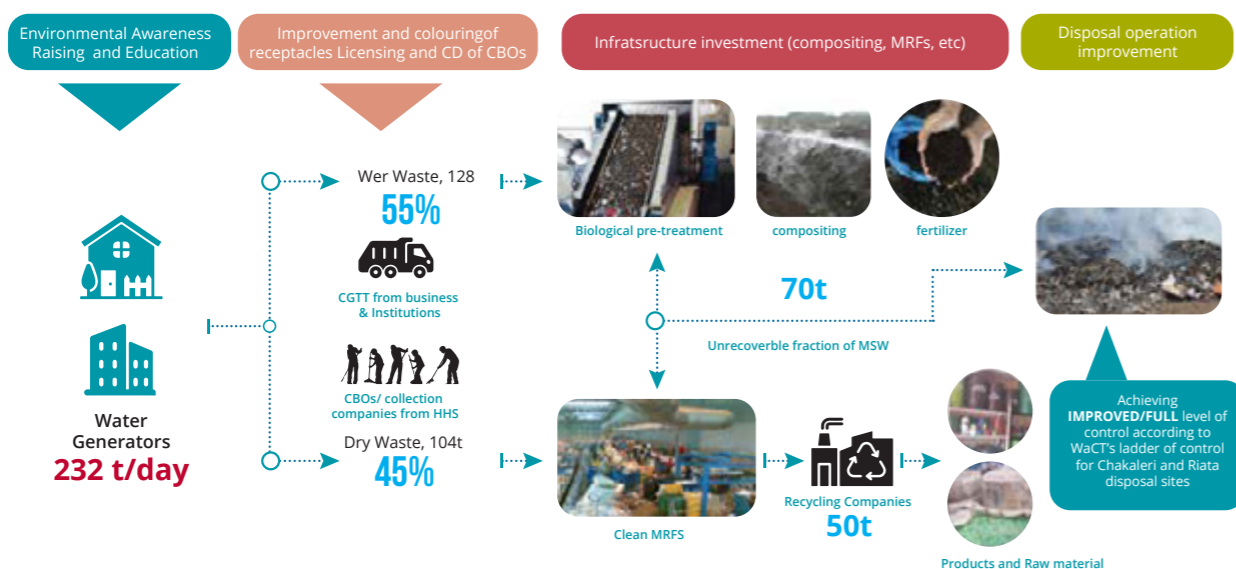 Environmental Awareness
Raising and Education
Improvement and colouringof
receptacles Licensing and CD of CBOs
Infratsructure investment (compositing, MRFs, etc)
Disposal operation
improvement
Wer Waste, 128
55%
Biological pre-treatment
compositing
fertilizer
CGTT from business
& Institutions
70t
Unrecoverble fraction of MSW
CBOs/ collection
companies from HHS
Water
Generators
232 t/day
Dry Waste, 104t
45%
Clean MRFS
Recycling Companies
50t
Products and Raw material
Achieving
IMPROVED/FULL level of
control according to
WaCT's ladder of control
for Chakaleri and Riata
disposal sites